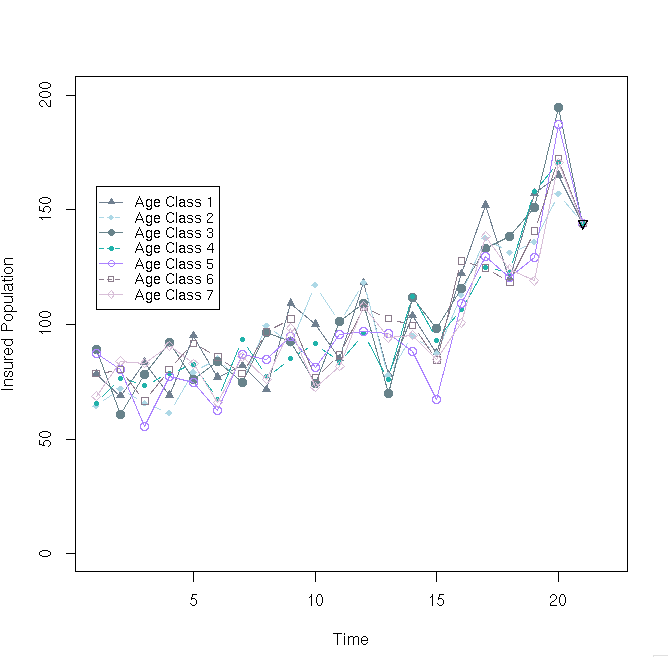 200
150
100
50
0
Insured Population
Age Class 1
Age Class 2
Age Class 3
Age Class 4
Age Class 5
Age Class 6
Age Class 7
5 10 15 20
Time